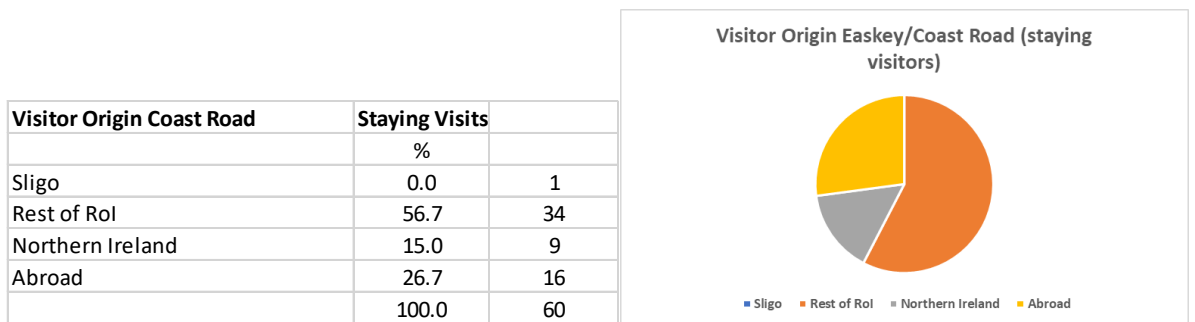 Visitor Origin Coast Road Staying Visits
%
Sligo 0.0 1
Rest of RoI 56.7 34
Northern Ireland 15.0 9
Abroad 26.7 16
100.0 60
Visitor Origin Easkey/Coast Road (staying
visitors)
Sligo Rest of RoI Northern Ireland Abroad